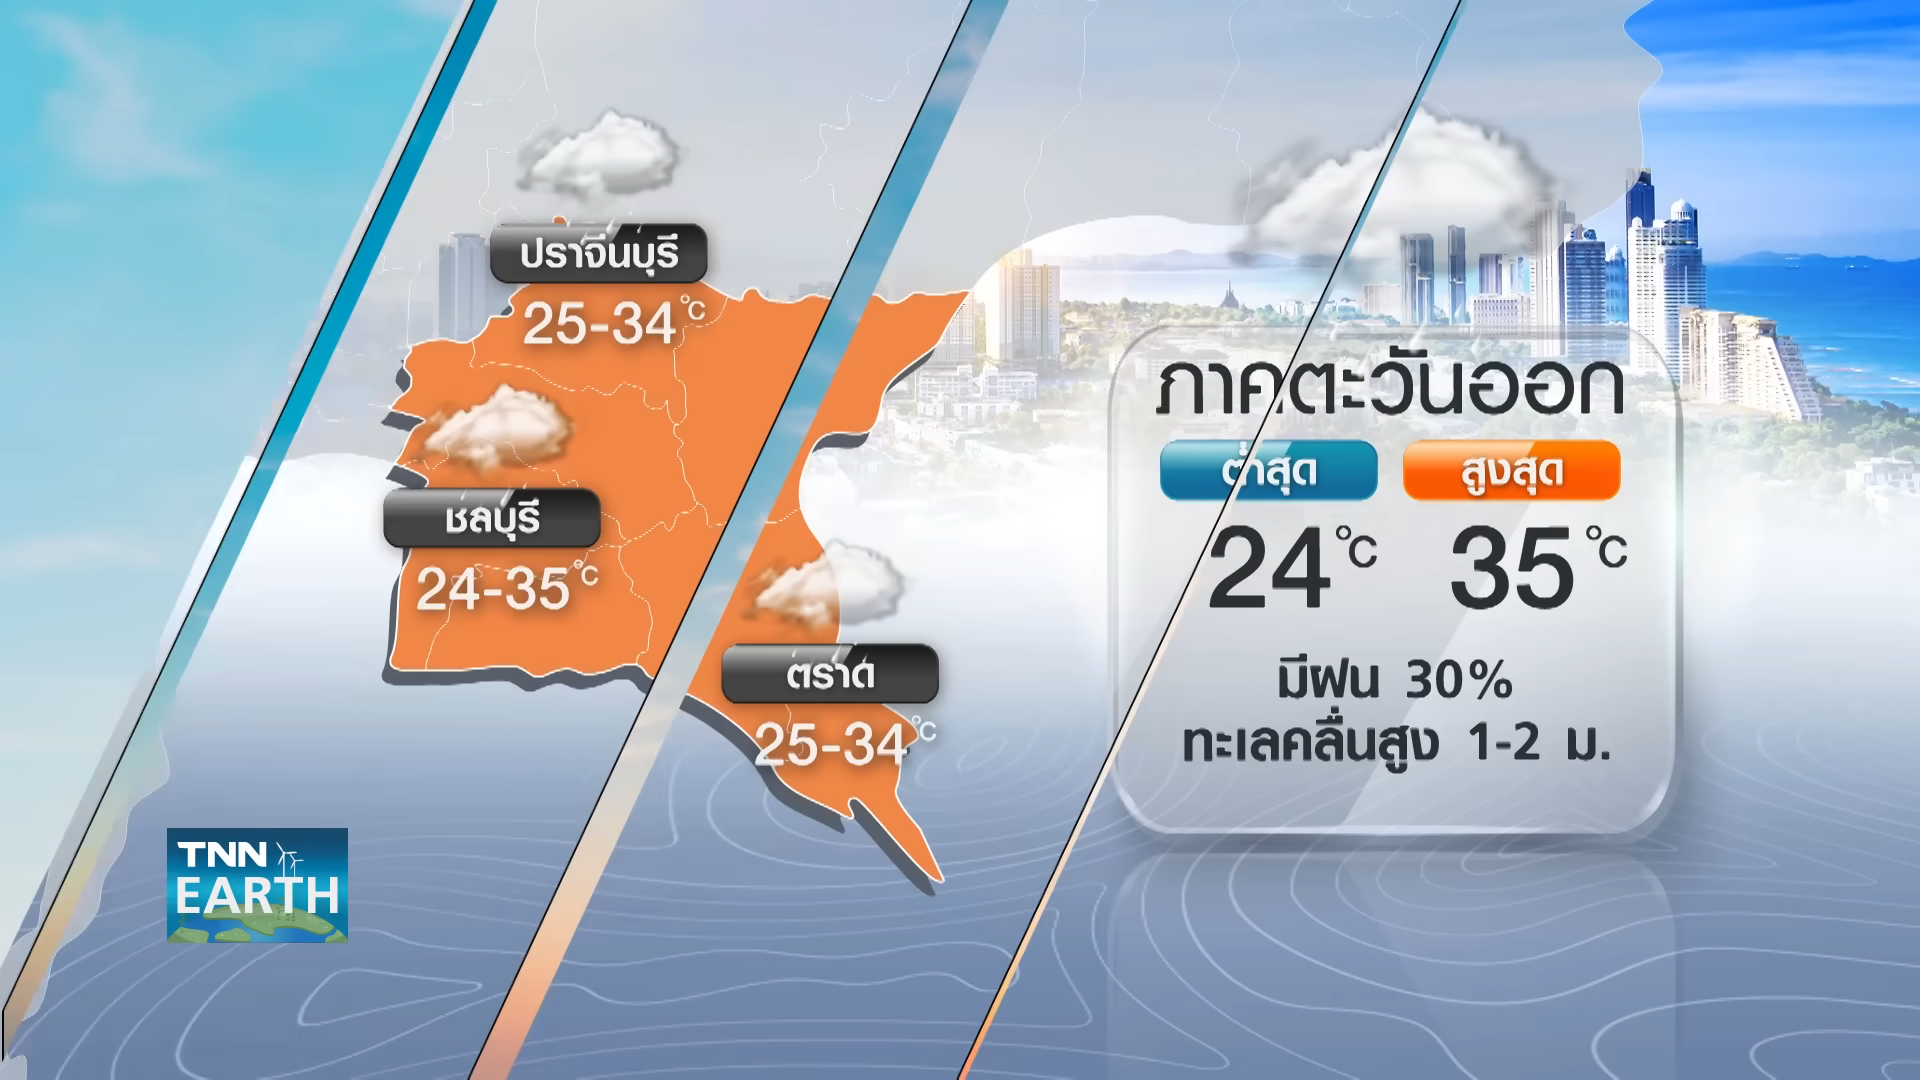 ปราจีนบุรี
25-34°C
ชลบุรี
24-35°C
ตราด
25-34°C
ภาคตะวันออก
ต่ำสุด สูงสุด
24°C 35°C
มีฝน 30%
ทะเลคลื่นสูง 1-2 ม.
TNN
EARTH